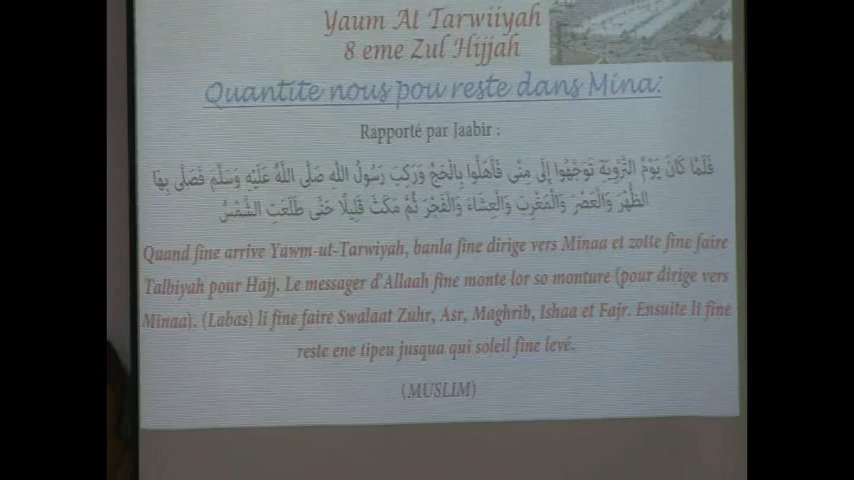 Yaum At Tarwiiyah
8 eme Zul Hijjah
Quantite nous pou reste dans Mina:
Rapporté par Jaabir :
فَلَمَّا كَانَ يَوْمُ التَّرْوِيَةِ تَوَجَّهُوا إِلَى مِنًى فَأَهَلُّوا بِالْحَجِّ وَرَكِبَ رَسُولُ اللَّهِ صَلَّى اللَّهُ عَلَيْهِ وَسَلَّمَ فَصَلَّى بِهَا
الظُّهْرَ وَالْعَصْرَ وَالْمَغْرِبَ وَالْعِشَاءَ وَالْفَجْرَ ثُمَّ مَكَثَ قَلِيلًا حَتَّى طَلَعَتِ الشَّمْسُ
Quand fine arrive Yawm-ut-Tarwiyah, banla fine dirige vers Minaa et zotte fine faire
Talbiyah pour Hajj. Le messager d'Allaah fine monte lor so monture (pour dirige vers
Minaa). (Labas) li fine faire Swalaat Zuhr, Asr, Maghrib, Ishaa et Fajr. Ensuite li fine
reste ene tipeu jusqua qui soleil fine levé.
(MUSLIM)